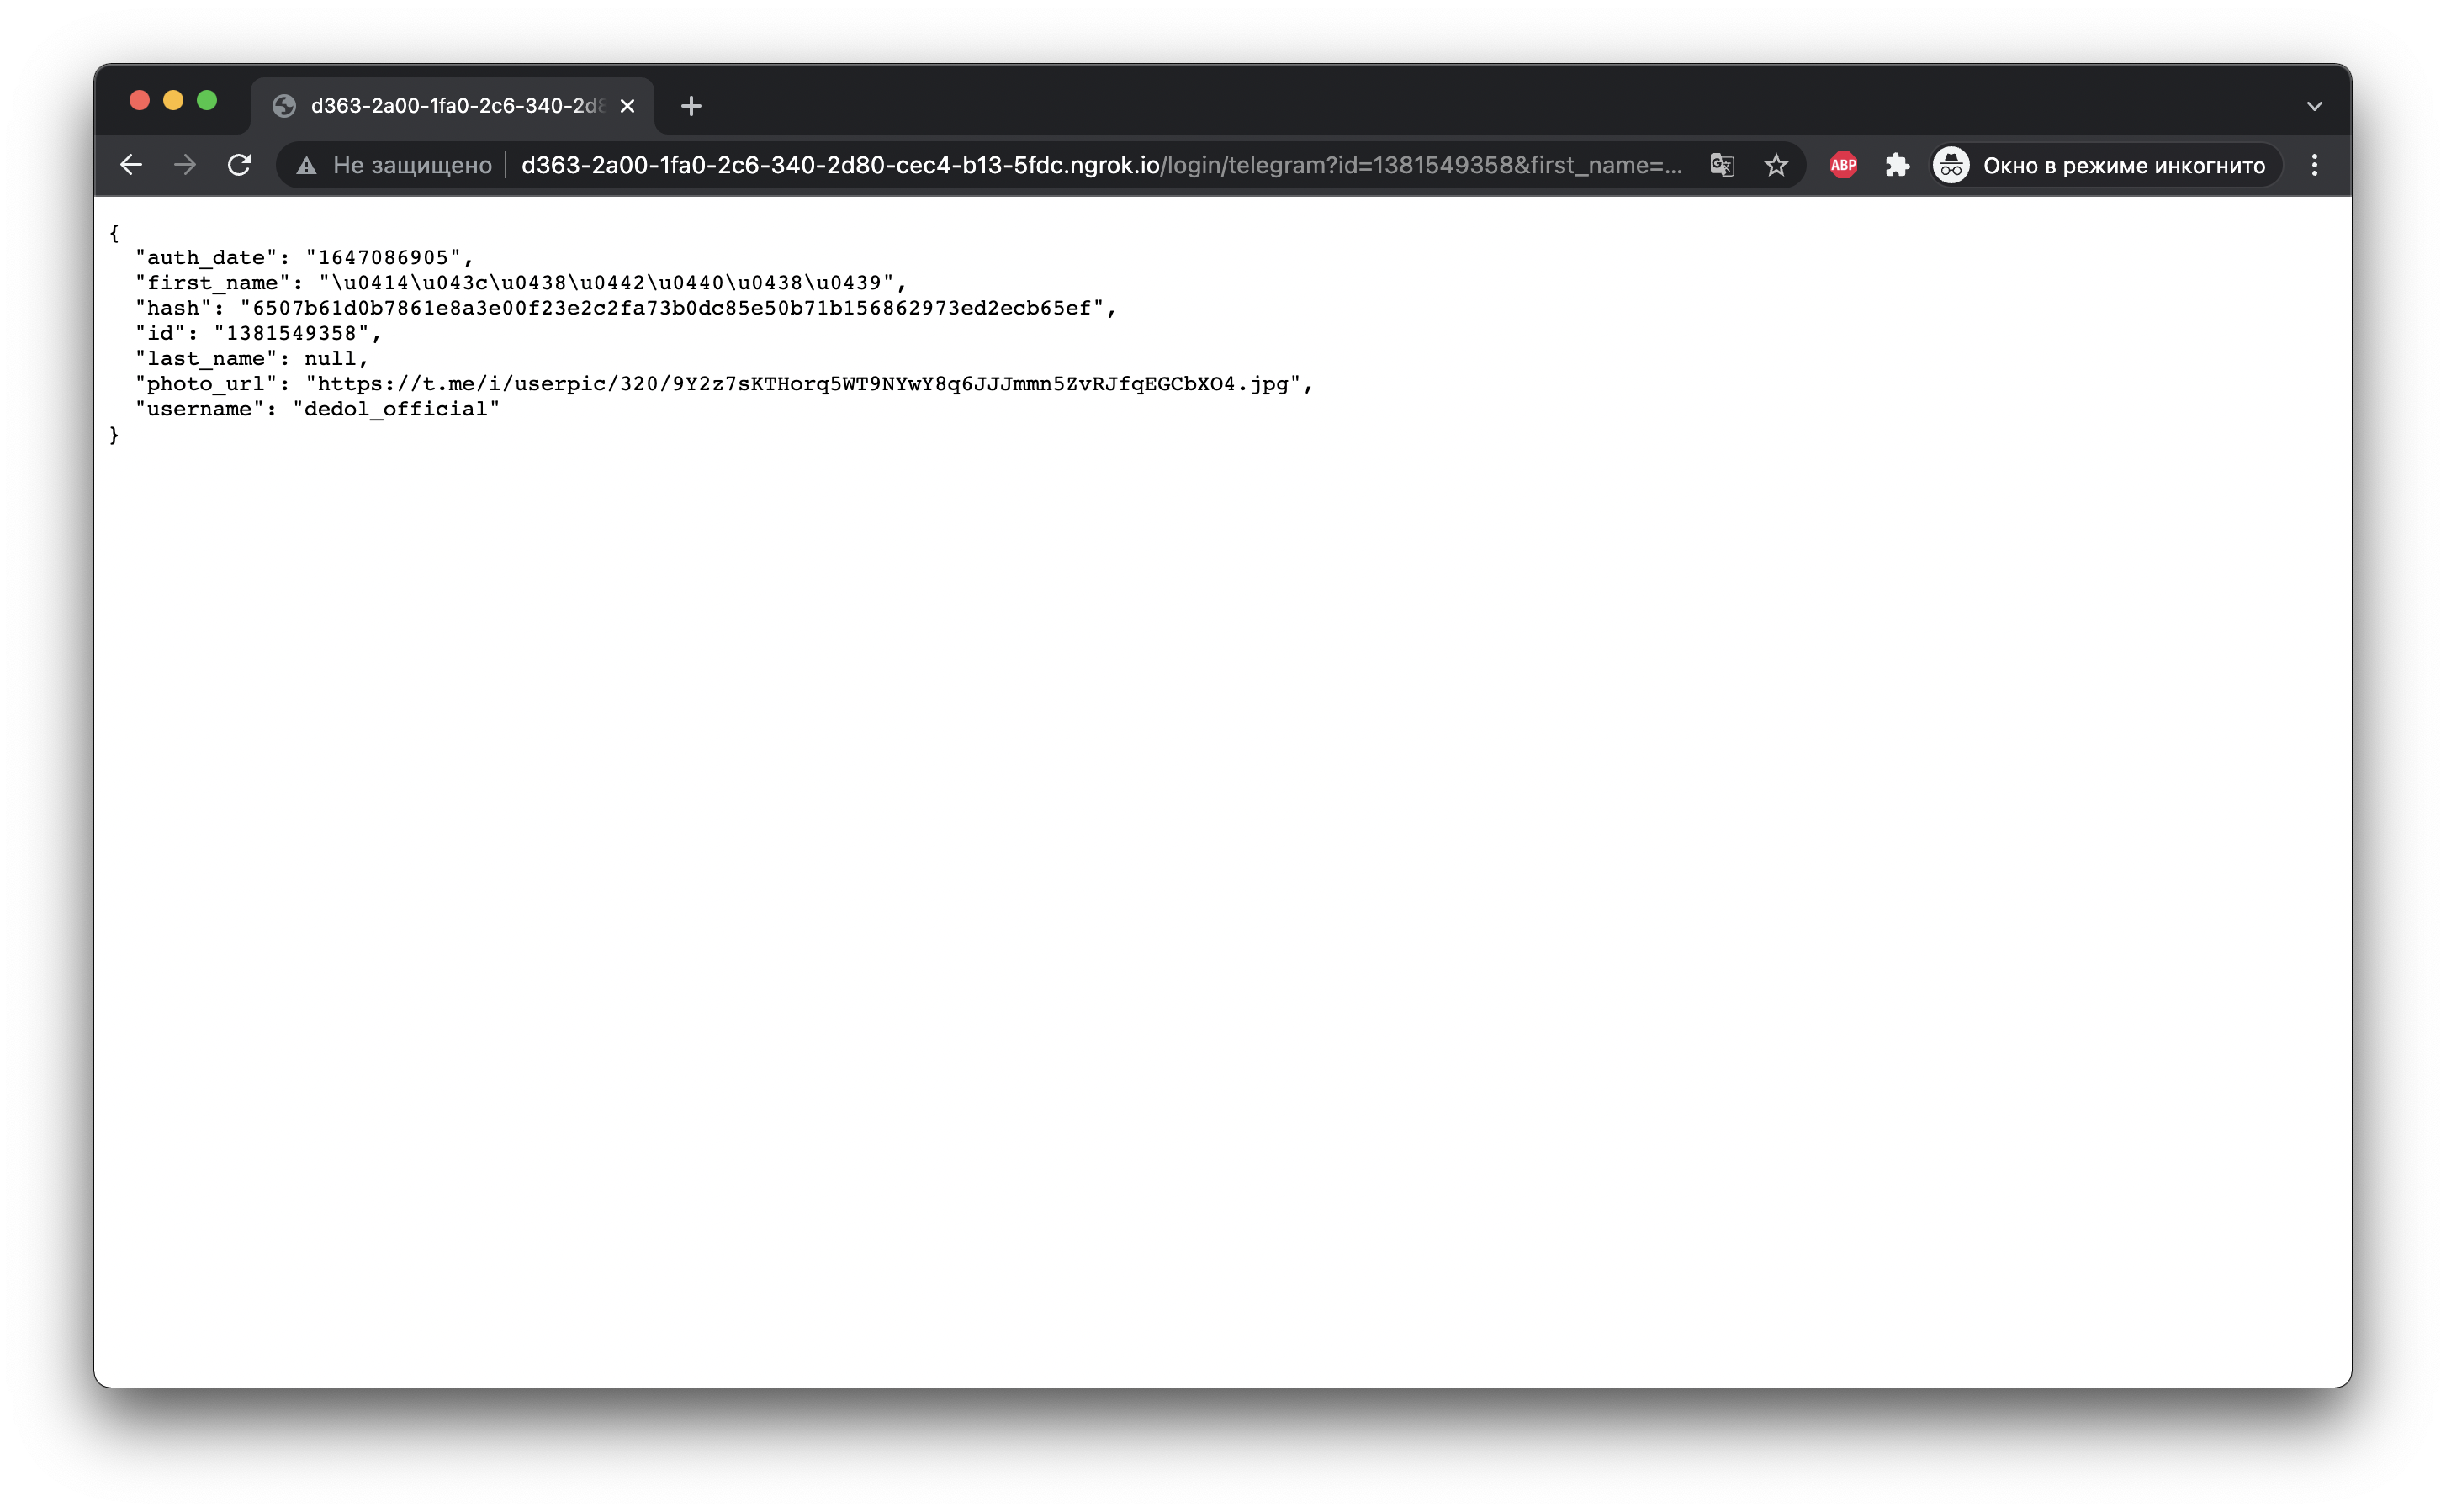 d363-2a00-1fa0-2c6-340-2d8
Не защищено d363-2a00-1fa0-2c6-340-2d80-cec4-b13-5fdc.ngrok.io/login/telegram?id=1381549358&first_name=... ABP Окно в режиме инкогнито
{
"auth_date": "1647086905",
"first_name": "\u0414\u043c\u0438\u0442\u0440\u0438\u0439",
"hash": "6507b61d0b7861e8a3e00f23e2c2fa73b0dc85e50b71b156862973ed2ecb65ef",
"id": "1381549358",
"last_name": null,
"photo_url": "https://t.me/i/userpic/320/9Y2z7sKTHorq5WT9NYwY8q6JJJmmn5ZvRJfqEGCbXO4.jpg",
"username": "dedol_official"
}